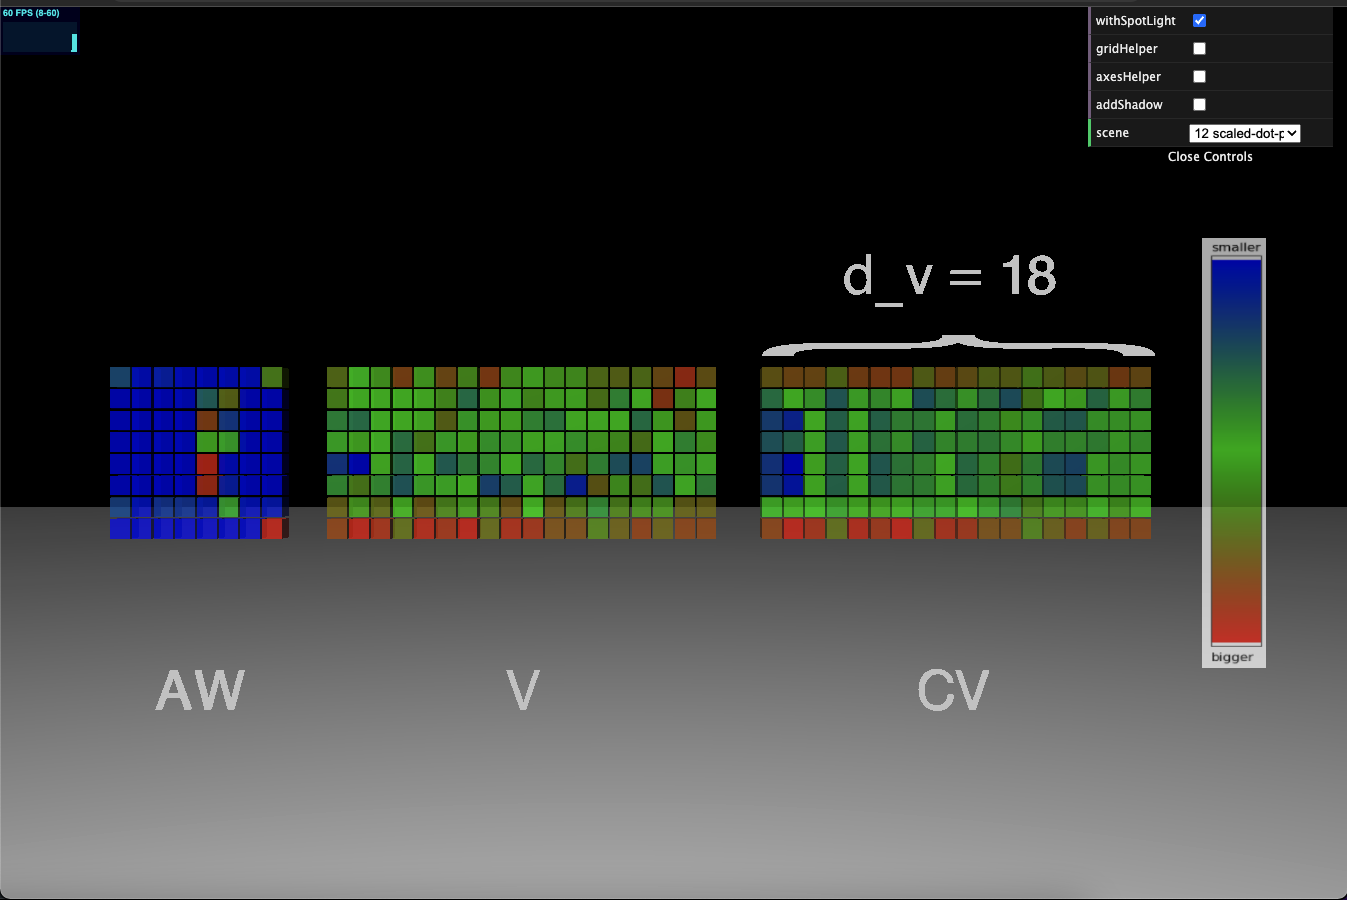 60 FPS (8-60)
withSpotLight
gridHelper
axesHelper
addShadow
scene 12 scaled-dot-p
Close Controls
smaller
d_v = 18
bigger
AW V CV